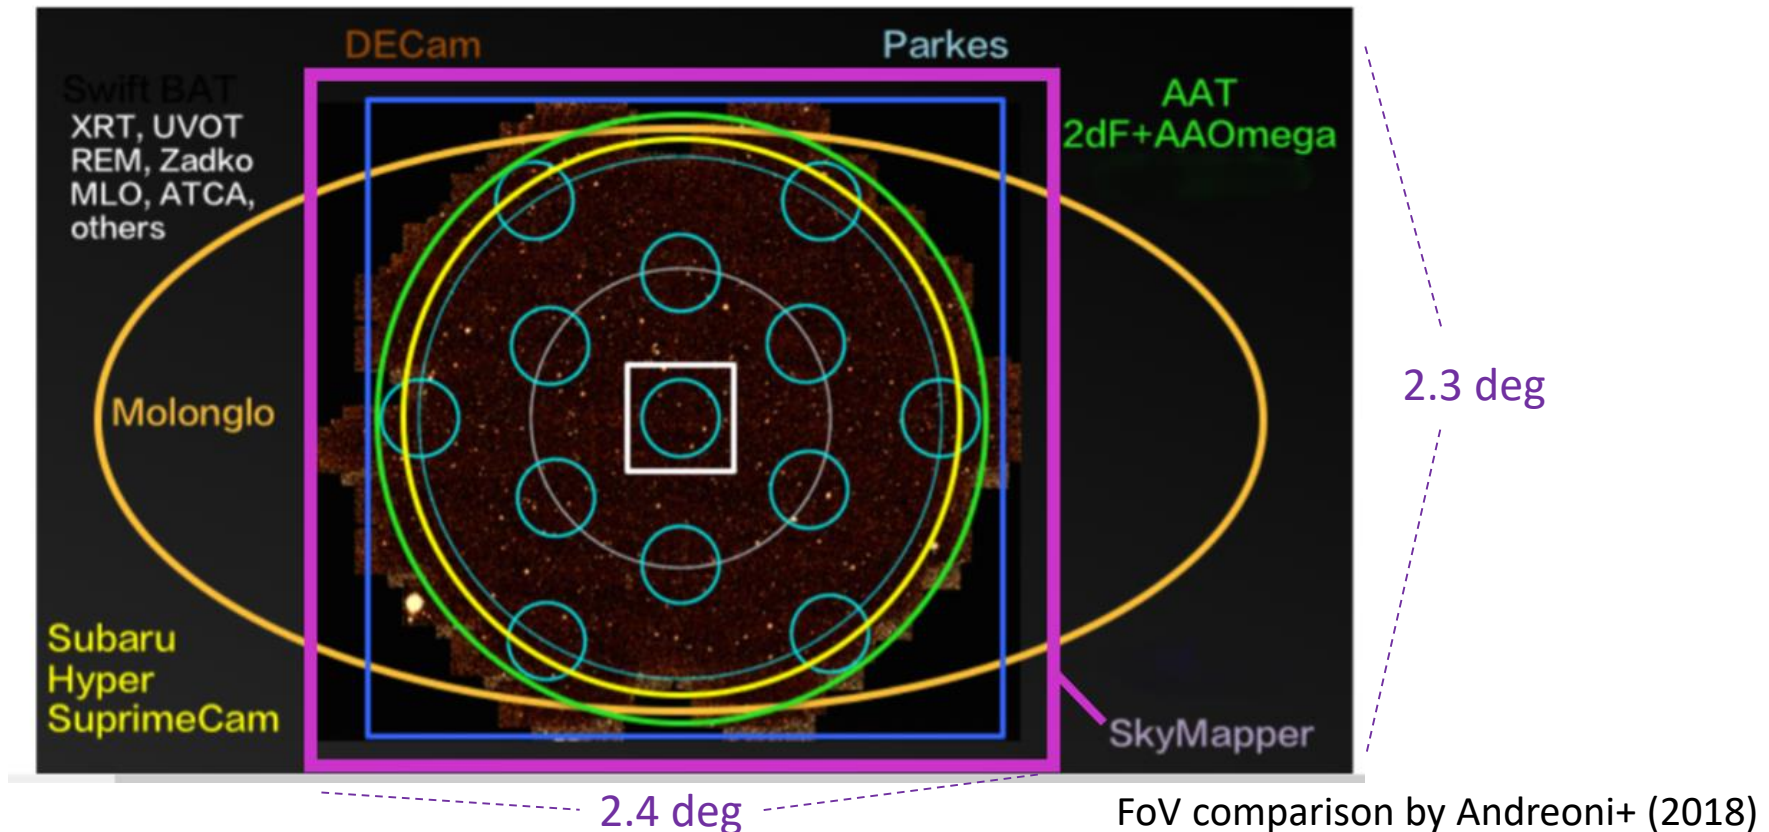 DECam
Parkes
Swift BAT
XRT, UVOT
REM, Zadko
MLO, ATCA,
others
AAT
2dF+AAOmega
Molonglo
2.3 deg
Subaru
Hyper
SuprimeCam
SkyMapper
2.4 deg
FoV comparison by Andreoni+ (2018)